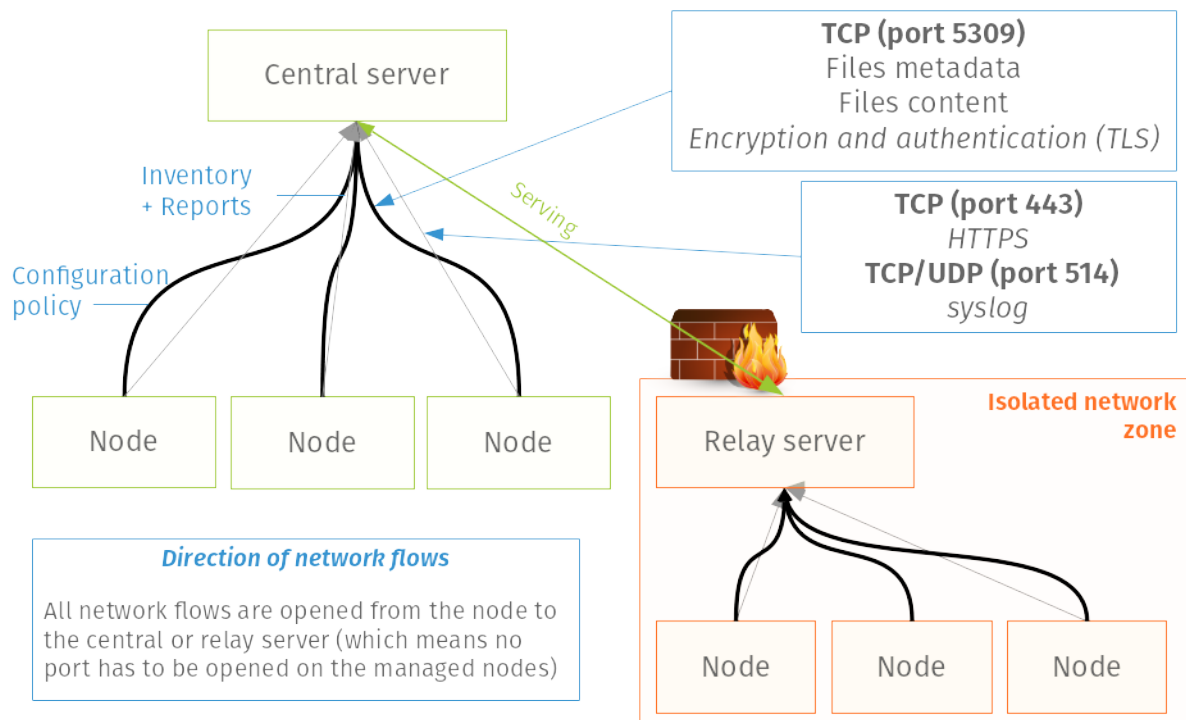 Central server
TCP (port 5309)
Files metadata
Files content
Encryption and authentication (TLS)
Inventory
+ Reports
Serving
TCP (port 443)
HTTPS
TCP/UDP (port 514)
syslog
Configuration
policy
Node
Node
Node
Isolated network
zone
Relay server
Direction of network flows
All network flows are opened from the node to
the central or relay server (which means no
port has to be opened on the managed nodes)
Node
Node
Node